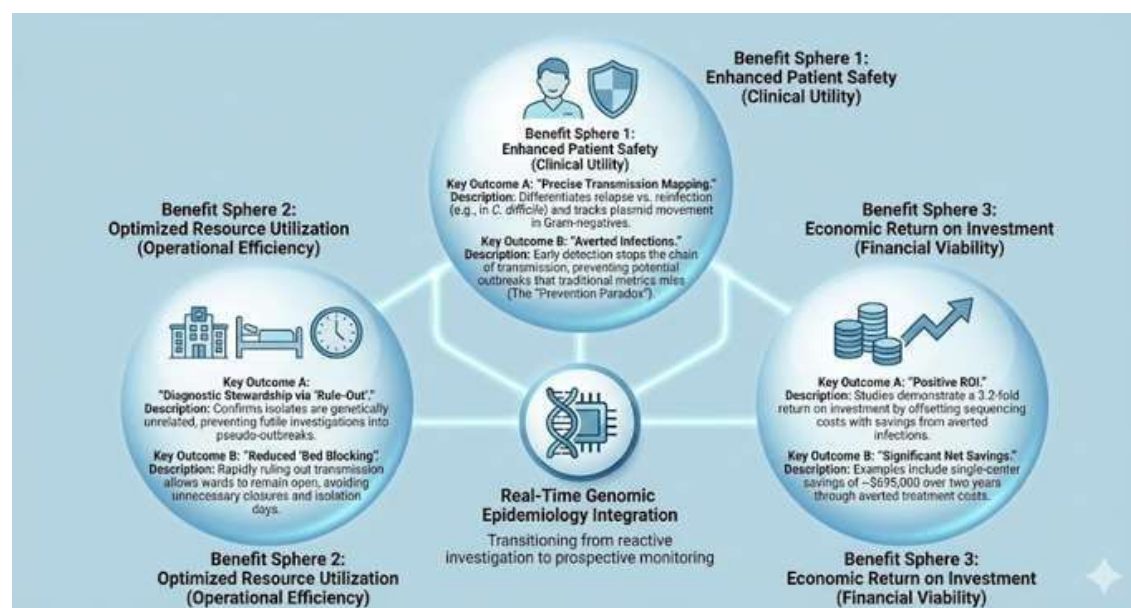 Benefit Sphere 1:
Enhanced Patient Safety
(Clinical Utility)
Benefit Sphere 1:
Enhanced Patient Safety
(Clinical Utility)
Key Outcome A: "Precise Transmission Mapping."
Description: Differentiates relapse vs. reinfection
(e.g., in C. difficile) and tracks plasmid movement
in Gram-negatives.
Key Outcome B: "Averted Infections."
Description: Early detection stops the chain
of transmission, preventing potential
outbreaks that traditional metrics miss
(The "Prevention Paradox").
Benefit Sphere 2:
Optimized Resource Utilization
(Operational Efficiency)
Key Outcome A:
"Diagnostic Stewardship via 'Rule-Out'."
Description: Confirms isolates are genetically
unrelated, preventing futile investigations into
pseudo-outbreaks.
Key Outcome B: "Reduced 'Bed Blocking'."
Description: Rapidly ruling out transmission
allows wards to remain open, avoiding
unnecessary closures and isolation
days.
Benefit Sphere 2:
Optimized Resource Utilization
(Operational Efficiency)
Real-Time Genomic
Epidemiology Integration
Transitioning from reactive
investigation to prospective monitoring
Benefit Sphere 3:
Economic Return on Investment
(Financial Viability)
Key Outcome A: "Positive ROI."
Description: Studies demonstrate a 3.2-fold
return on investment by offsetting sequencing
costs with savings from averted
infections.
Key Outcome B: "Significant Net Savings."
Description: Examples include single-center
savings of ~$695,000 over two years
through averted treatment costs.
Benefit Sphere 3:
Economic Return on Investment
(Financial Viability)